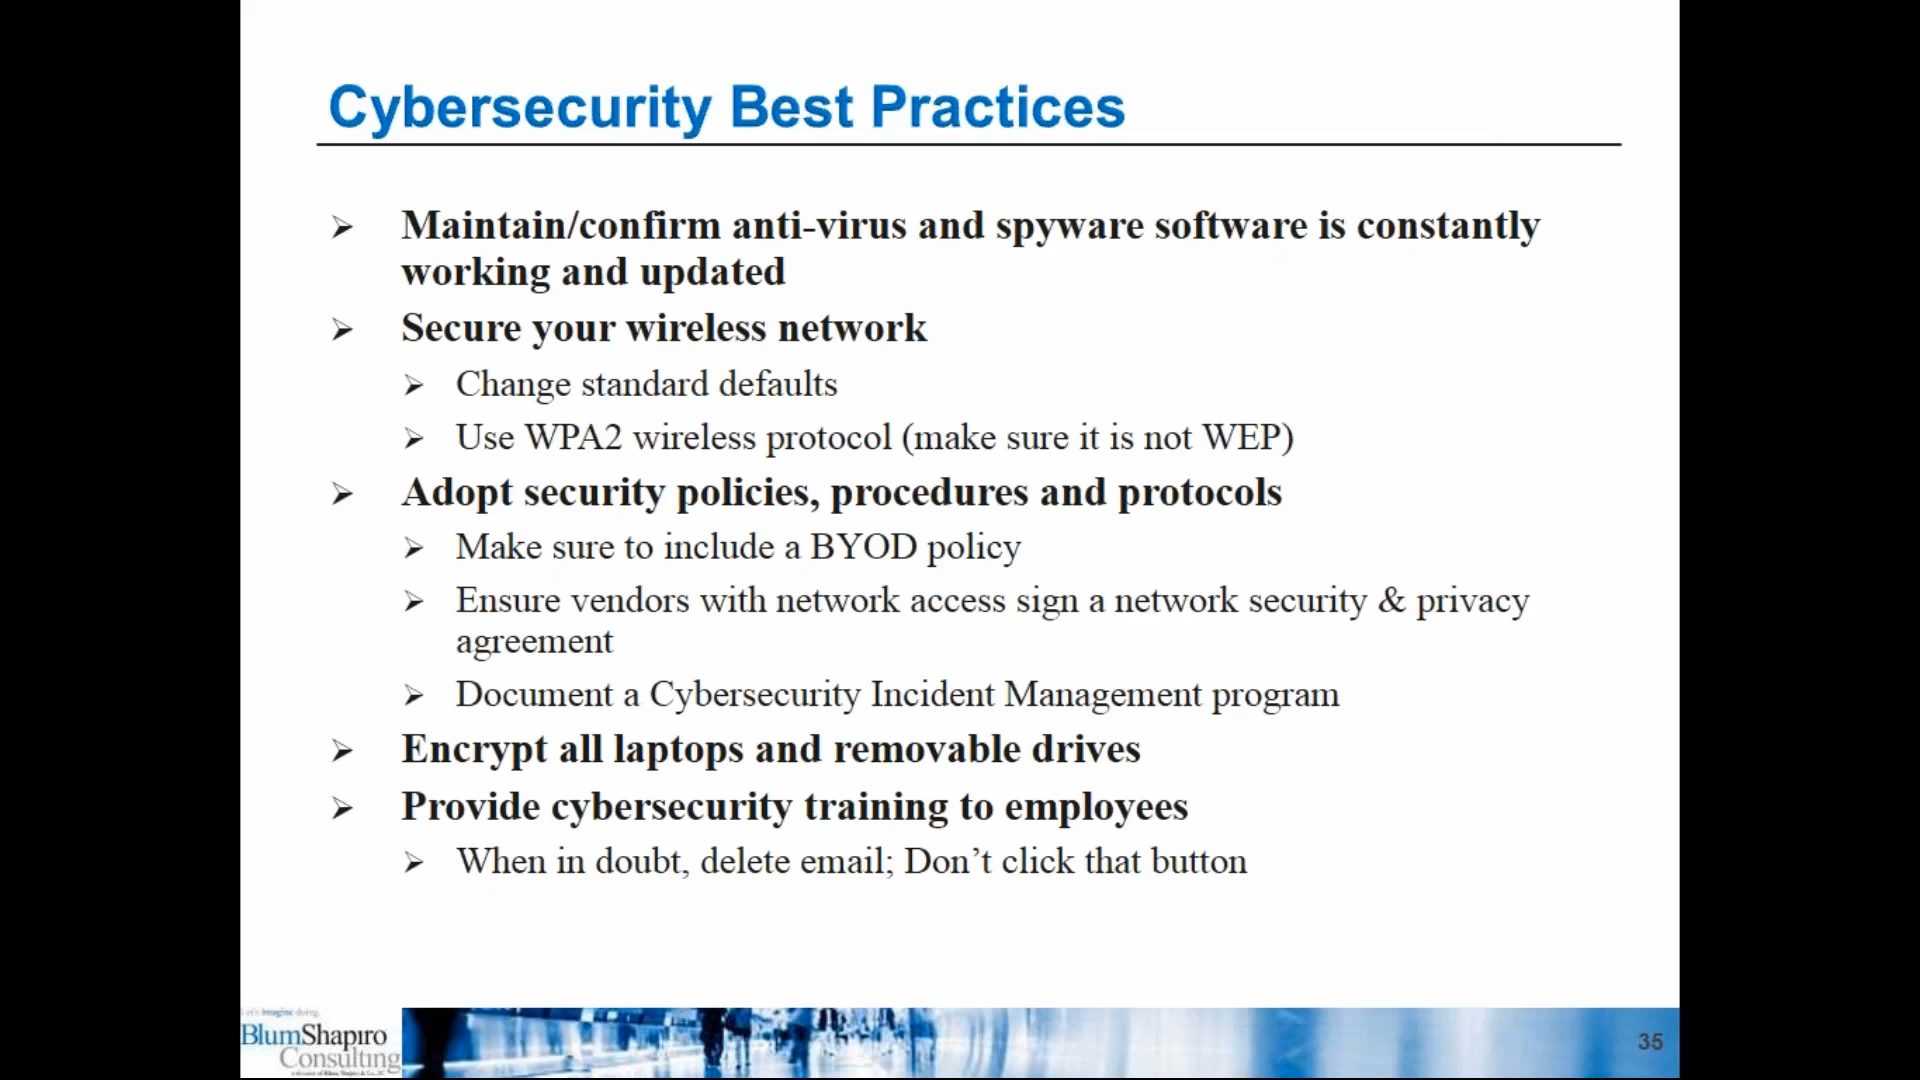 Cybersecurity Best Practices
Maintain/confirm anti-virus and spyware software is constantly
working and updated
Secure your wireless network
Change standard defaults
Use WPA2 wireless protocol (make sure it is not WEP)
Adopt security policies, procedures and protocols
Make sure to include a BYOD policy
Ensure vendors with network access sign a network security & privacy
agreement
Document a Cybersecurity Incident Management program
Encrypt all laptops and removable drives
Provide cybersecurity training to employees
When in doubt, delete email; Don’t click that button
Let's imagine doing.
BlumShapiro
Consulting
35